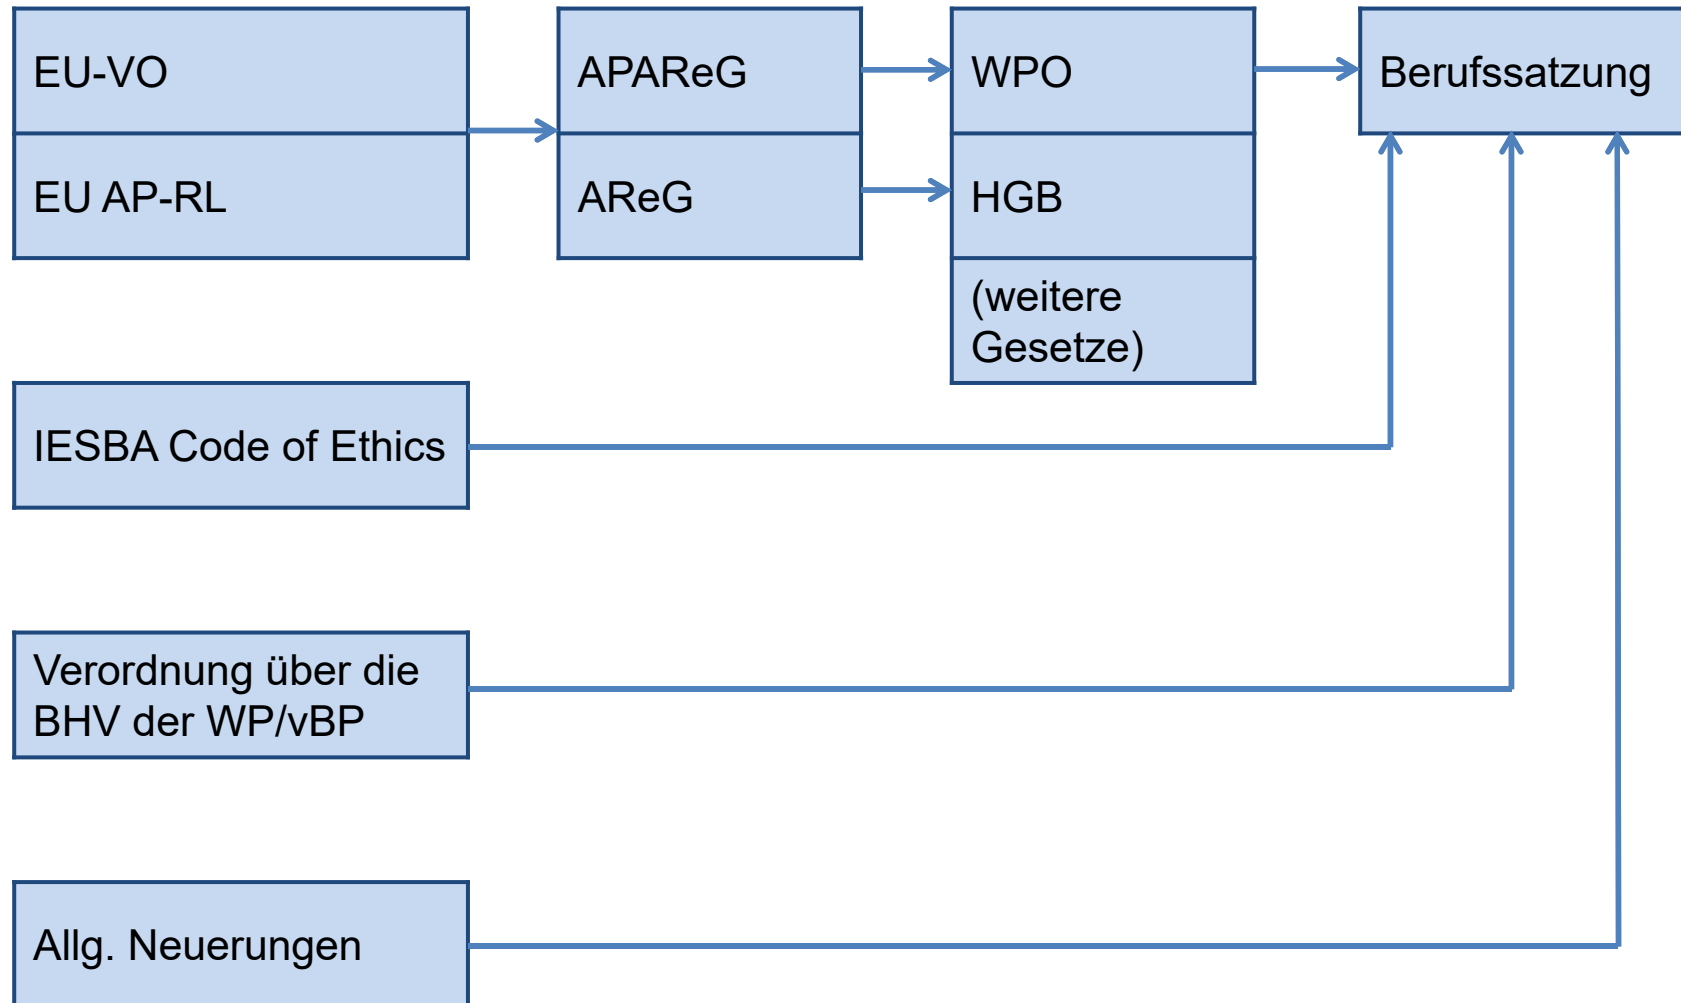 EU-VO
APAReG
WPO
Berufssatzung
EU AP-RL
AReG
HGB
(weitere
Gesetze)
IESBA Code of Ethics
Verordnung über die
BHV der WP/vBP
Allg. Neuerungen